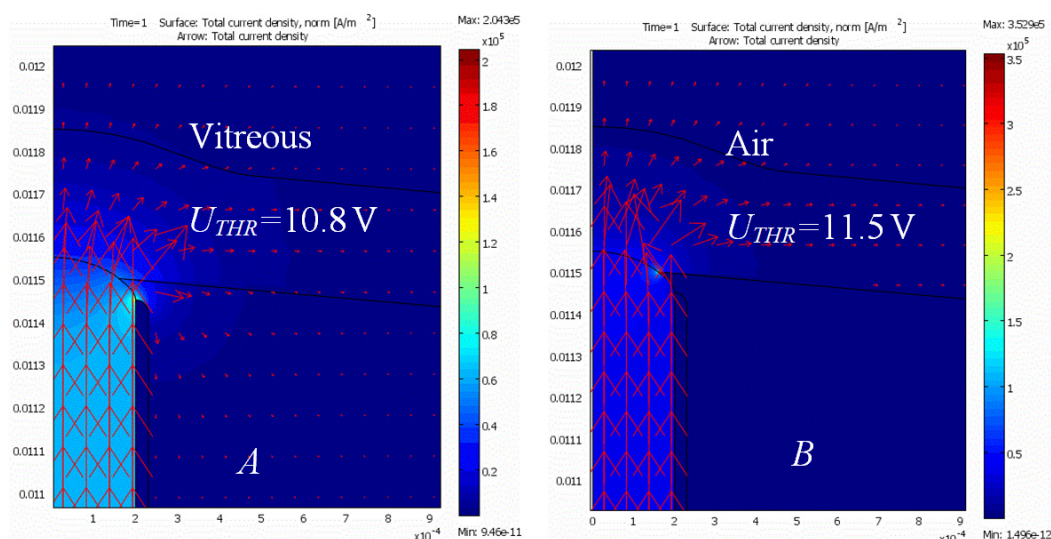 Time=1 Surface: Total current density, norm [A/m ²]
Arrow: Total current density
Max: 2.043e5
×10⁵
0.012
0.0119
0.0118
0.0117
0.0116
0.0115
0.0114
0.0113
0.0112
0.0111
0.011
Vitreous
U_THR=10.8 V
A
1 2 3 4 5 6 7 8 9
×10⁻⁴
2
1.8
1.6
1.4
1.2
1
0.8
0.6
0.4
0.2
Min: 9.46e-11
Time=1 Surface: Total current density, norm [A/m ²]
Arrow: Total current density
Max: 3.529e5
×10⁵
0.012
0.0119
0.0118
0.0117
0.0116
0.0115
0.0114
0.0113
0.0112
0.0111
0.011
Air
U_THR=11.5 V
B
0 1 2 3 4 5 6 7 8 9
×10⁻⁴
3.5
3
2.5
2
1.5
1
0.5
Min: 1.496e-12